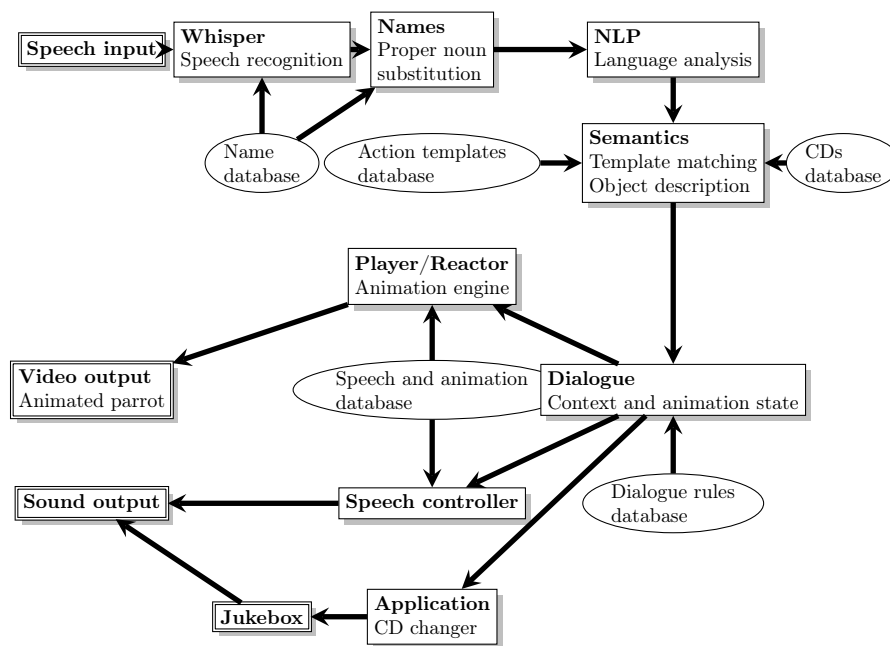 Speech input
Whisper
Speech recognition
Names
Proper noun
substitution
NLP
Language analysis
Name
database
Action templates
database
Semantics
Template matching
Object description
CDs
database
Player/Reactor
Animation engine
Video output
Animated parrot
Speech and animation
database
Dialogue
Context and animation state
Sound output
Speech controller
Dialogue rules
database
Jukebox
Application
CD changer